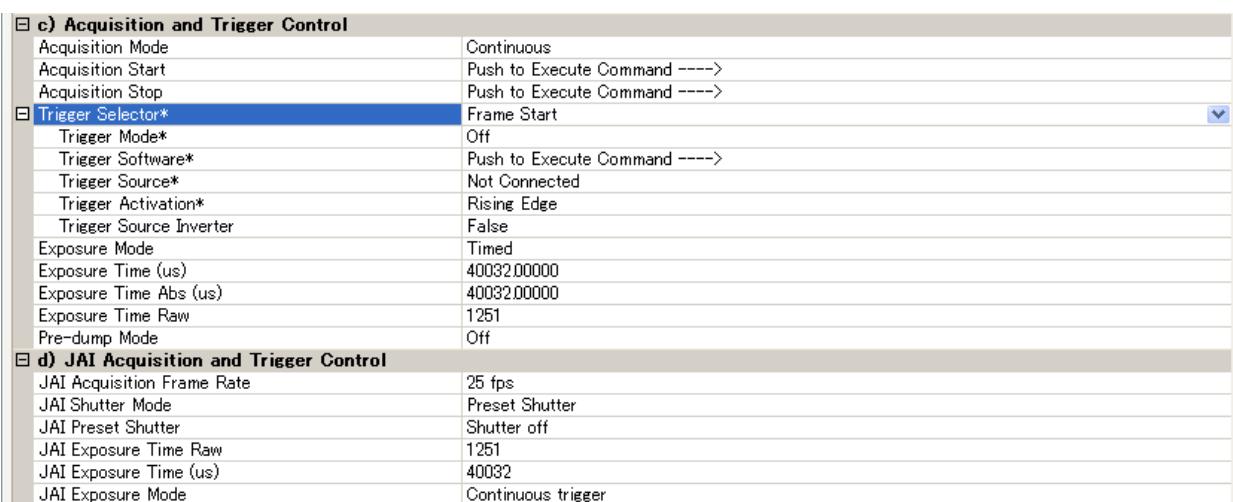 c) Acquisition and Trigger Control
Acquisition Mode Continuous
Acquisition Start Push to Execute Command ---->
Acquisition Stop Push to Execute Command ---->
Trigger Selector* Frame Start
Trigger Mode* Off
Trigger Software* Push to Execute Command ---->
Trigger Source* Not Connected
Trigger Activation* Rising Edge
Trigger Source Inverter False
Exposure Mode Timed
Exposure Time (us) 40032.00000
Exposure Time Abs (us) 40032.00000
Exposure Time Raw 1251
Pre-dump Mode Off
d) JAI Acquisition and Trigger Control
JAI Acquisition Frame Rate 25 fps
JAI Shutter Mode Preset Shutter
JAI Preset Shutter Shutter off
JAI Exposure Time Raw 1251
JAI Exposure Time (us) 40032
JAI Exposure Mode Continuous trigger